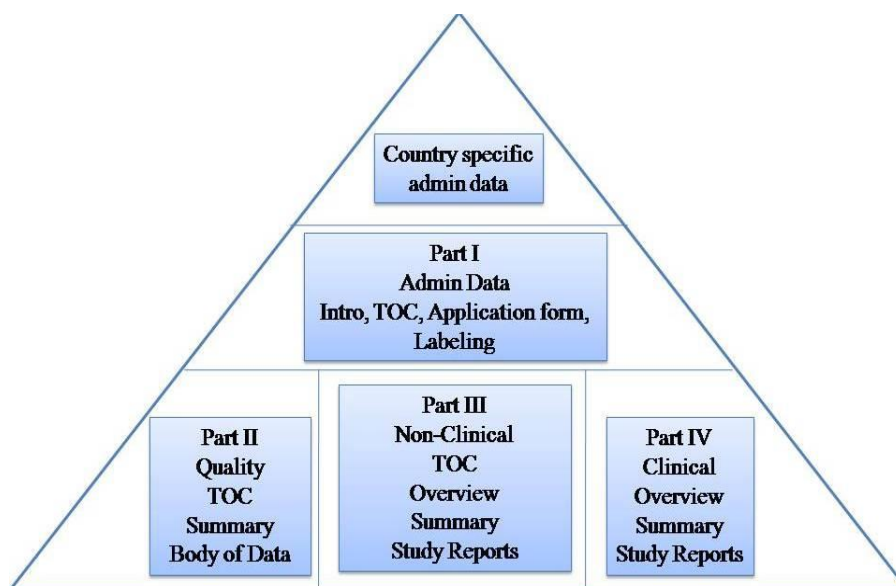 Country specific
admin data
Part I
Admin Data
Intro, TOC, Application form,
Labeling
Part II
Quality
TOC
Summary
Body of Data
Part III
Non-Clinical
TOC
Overview
Summary
Study Reports
Part IV
Clinical
Overview
Summary
Study Reports